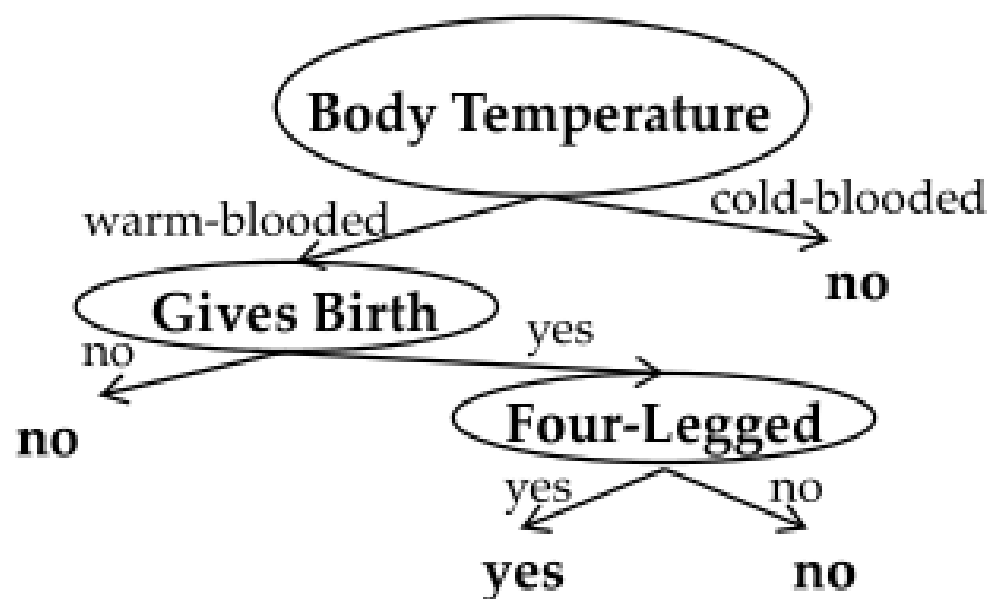 Body Temperature
warm-blooded
cold-blooded
no
Gives Birth
no
yes
no
Four-Legged
yes
no
yes
no